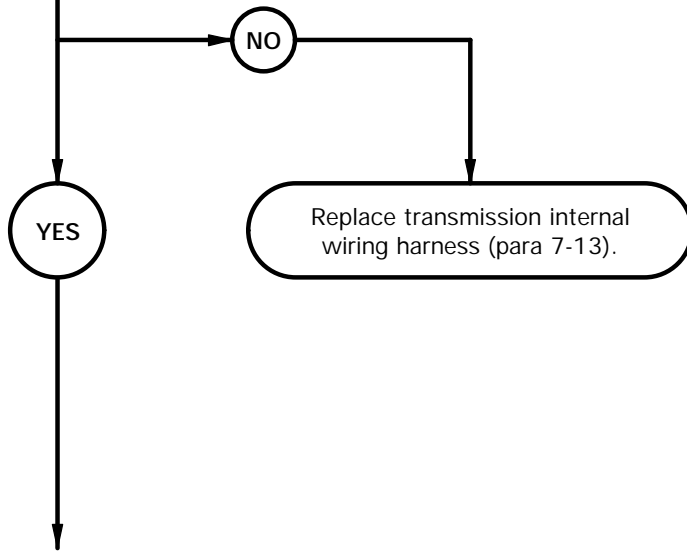 NO
YES
Replace transmission internal
wiring harness (para 7-13).